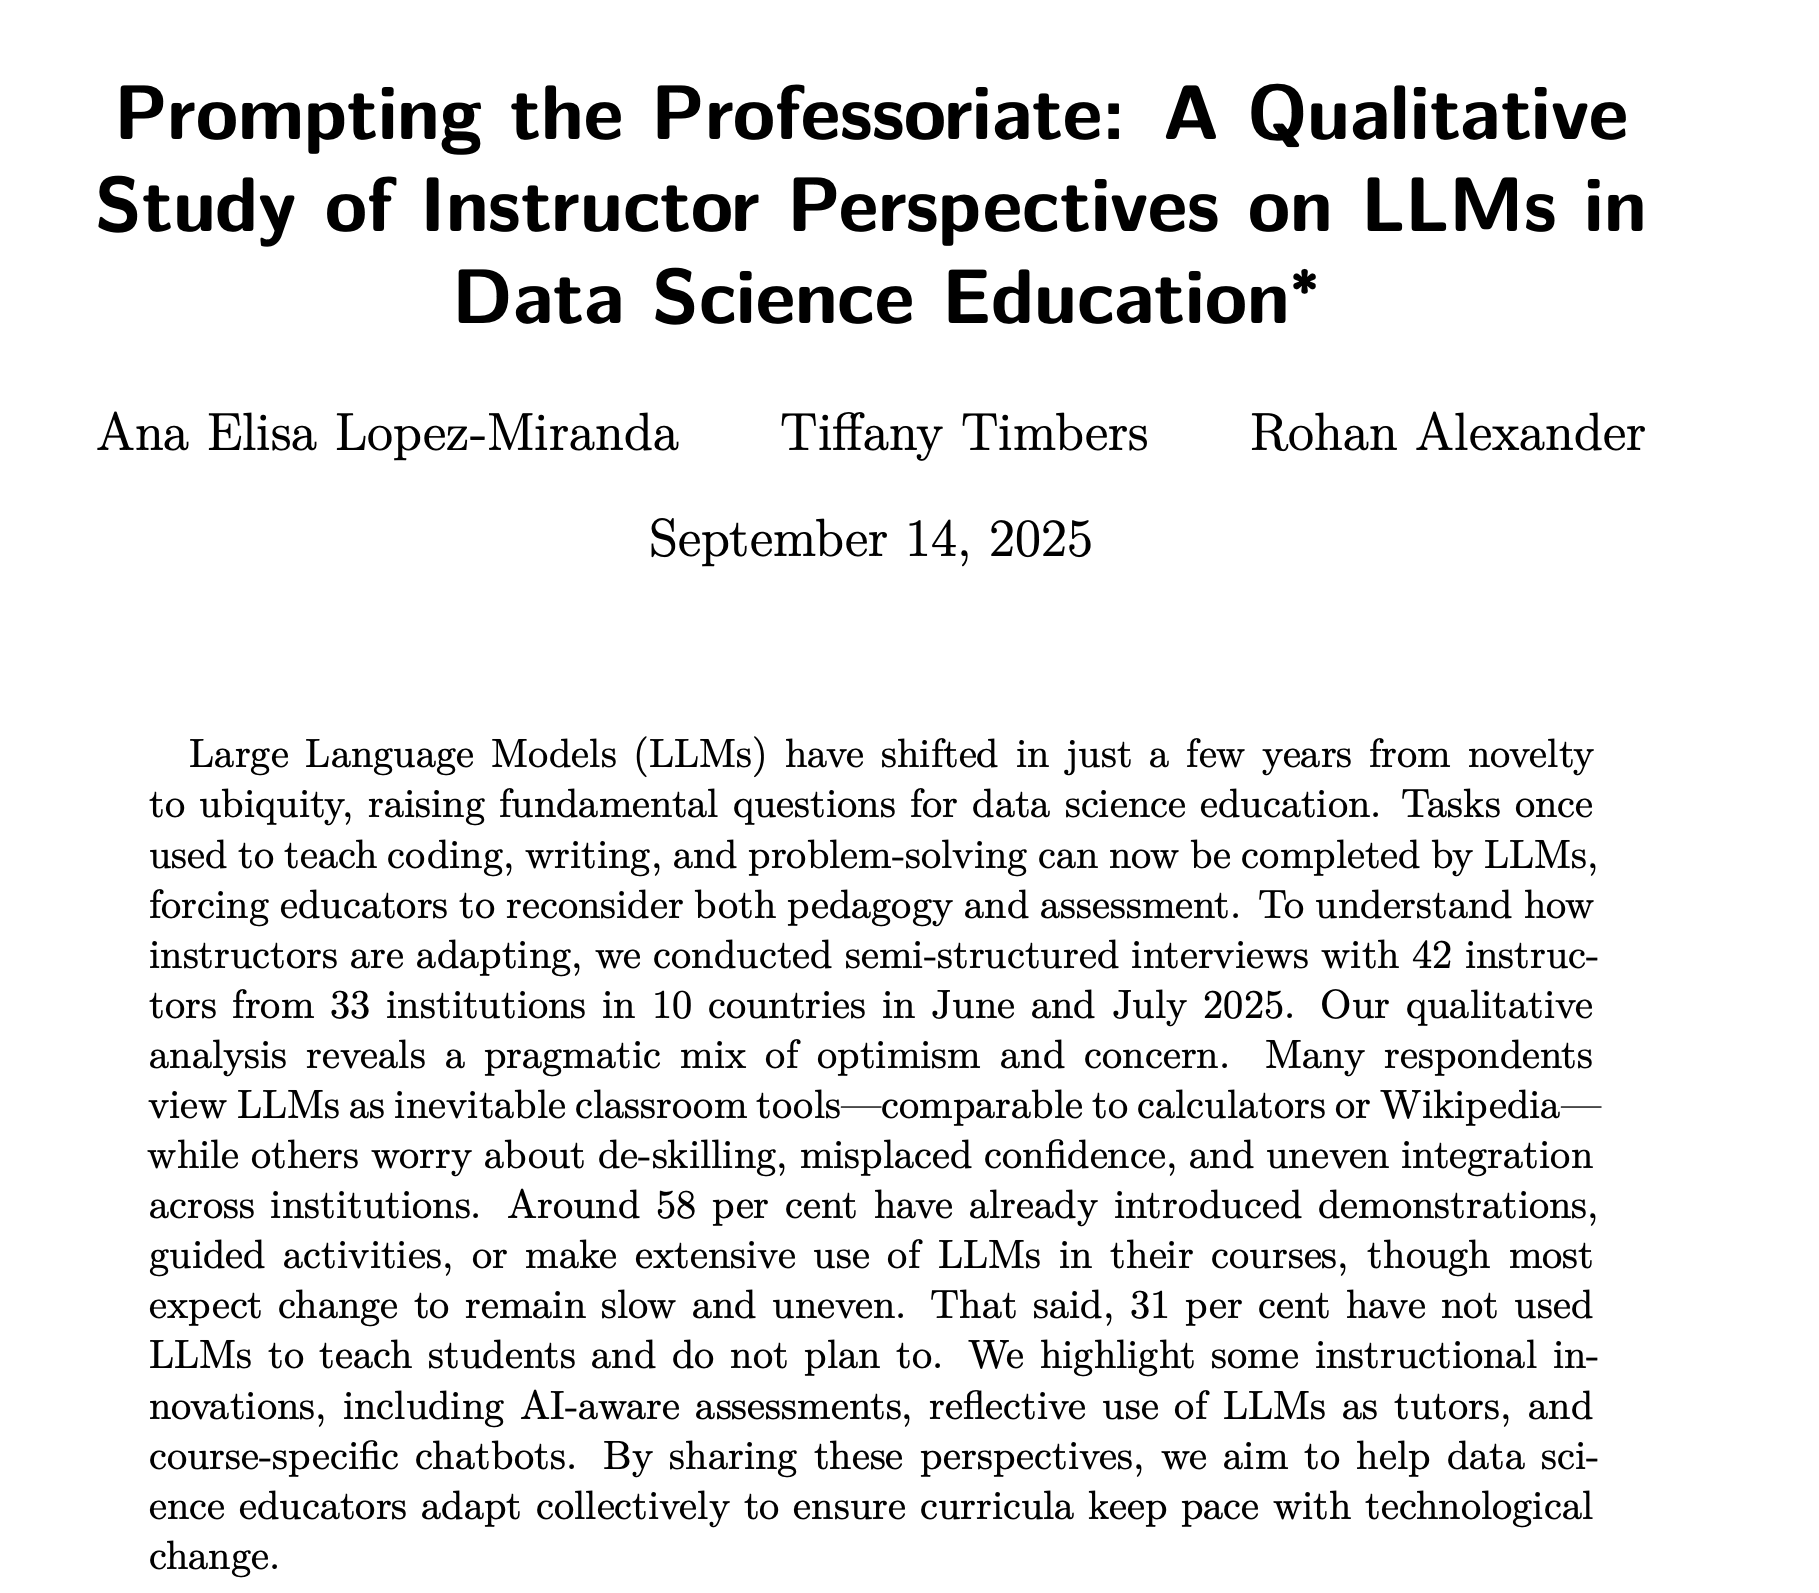 Prompting the Professoriate: A Qualitative
Study of Instructor Perspectives on LLMs in
Data Science Education*
Ana Elisa Lopez-Miranda Tiffany Timbers Rohan Alexander
September 14, 2025
Large Language Models (LLMs) have shifted in just a few years from novelty
to ubiquity, raising fundamental questions for data science education. Tasks once
used to teach coding, writing, and problem-solving can now be completed by LLMs,
forcing educators to reconsider both pedagogy and assessment. To understand how
instructors are adapting, we conducted semi-structured interviews with 42 instruc-
tors from 33 institutions in 10 countries in June and July 2025. Our qualitative
analysis reveals a pragmatic mix of optimism and concern. Many respondents
view LLMs as inevitable classroom tools—comparable to calculators or Wikipedia—
while others worry about de-skilling, misplaced confidence, and uneven integration
across institutions. Around 58 per cent have already introduced demonstrations,
guided activities, or make extensive use of LLMs in their courses, though most
expect change to remain slow and uneven. That said, 31 per cent have not used
LLMs to teach students and do not plan to. We highlight some instructional in-
novations, including AI-aware assessments, reflective use of LLMs as tutors, and
course-specific chatbots. By sharing these perspectives, we aim to help data sci-
ence educators adapt collectively to ensure curricula keep pace with technological
change.